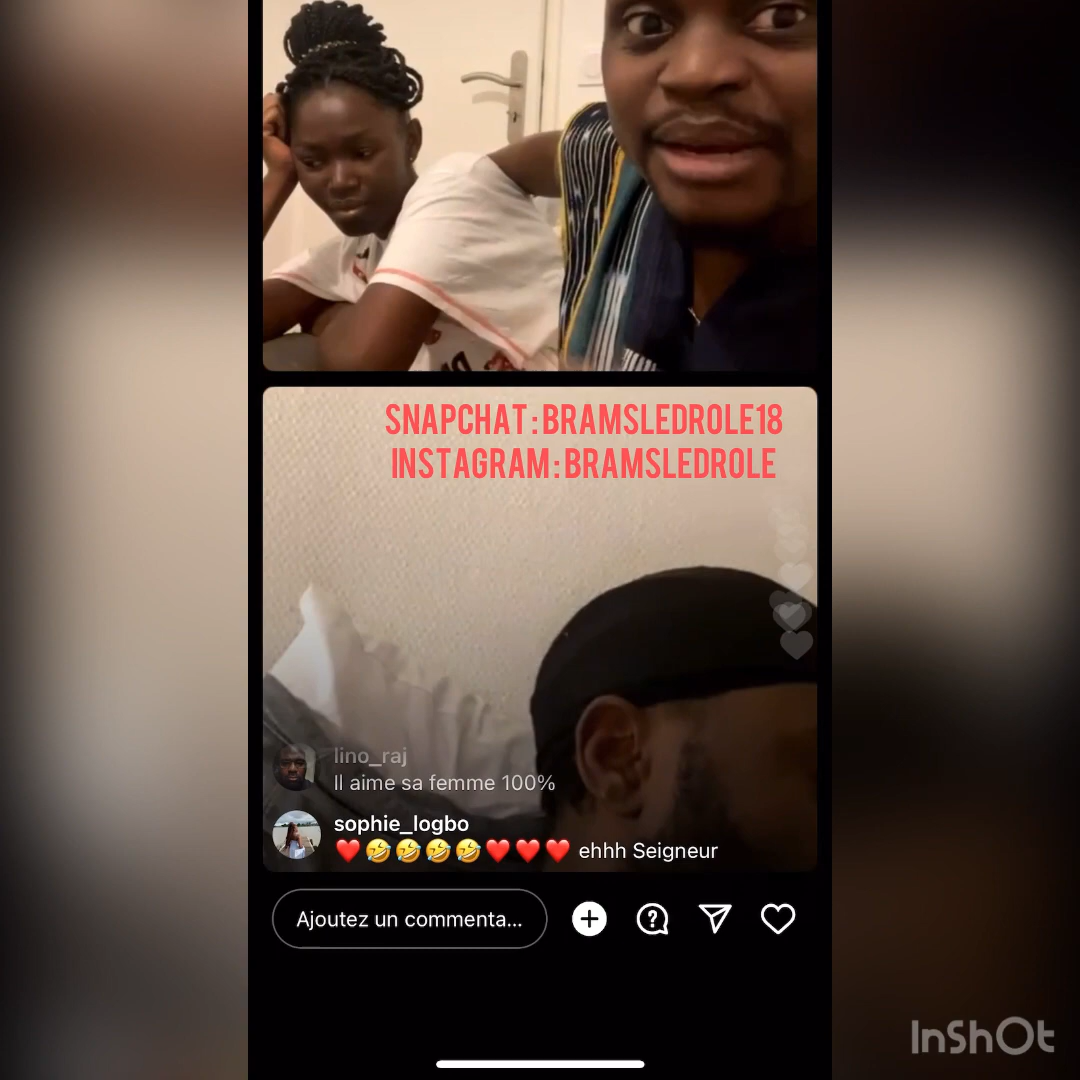 SNAPCHAT : BRAMSLEDROLE18
INSTAGRAM : BRAMSLEDROLE
lino_raj
Il aime sa femme 100%
sophie_logbo
❤️🤣🤣🤣🤣❤️❤️❤️ ehhh Seigneur
Ajoutez un commenta...
InShOt